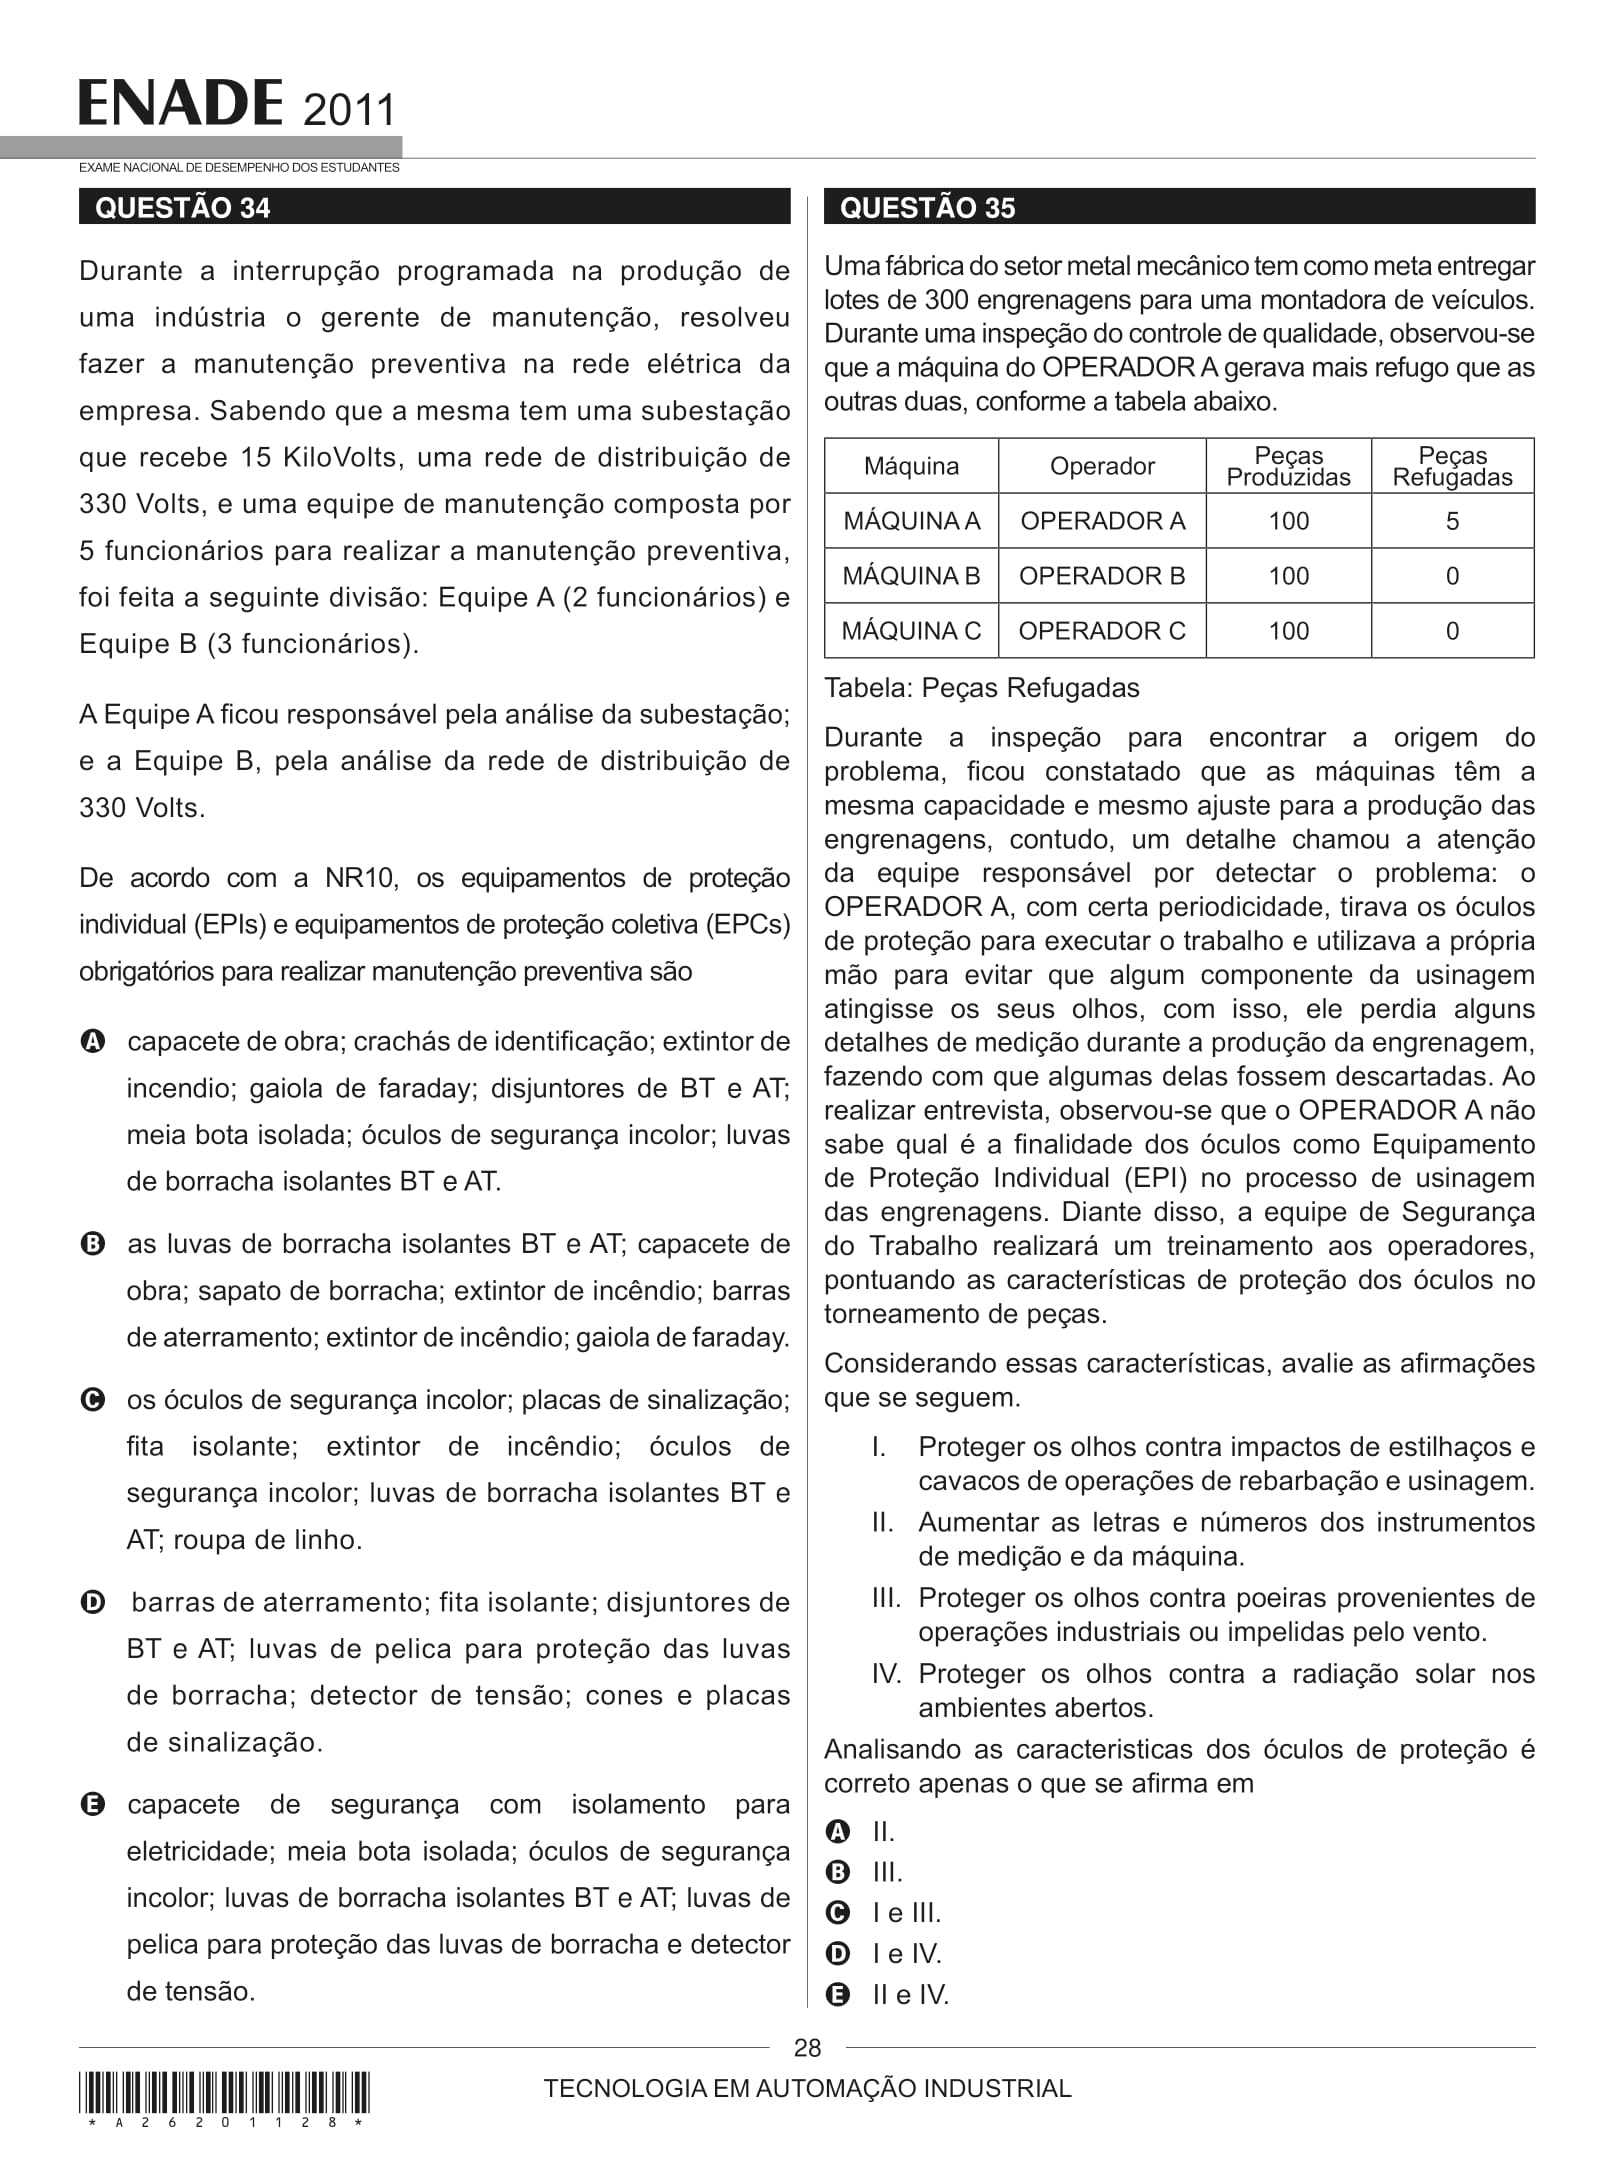 ENADE 2011
EXAME NACIONAL DE DESEMPENHO DOS ESTUDANTES
QUESTÃO 34
Durante a interrupção programada na produção de
uma indústria o gerente de manutenção, resolveu
fazer a manutenção preventiva na rede elétrica da
empresa. Sabendo que a mesma tem uma subestação
que recebe 15 KiloVolts, uma rede de distribuição de
330 Volts, e uma equipe de manutenção composta por
5 funcionários para realizar a manutenção preventiva,
foi feita a seguinte divisão: Equipe A (2 funcionários) e
Equipe B (3 funcionários).
A Equipe A ficou responsável pela análise da subestação;
e a Equipe B, pela análise da rede de distribuição de
330 Volts.
De acordo com a NR10, os equipamentos de proteção
individual (EPIs) e equipamentos de proteção coletiva (EPCs)
obrigatórios para realizar manutenção preventiva são
A capacete de obra; crachás de identificação; extintor de
incendio; gaiola de faraday; disjuntores de BT e AT;
meia bota isolada; óculos de segurança incolor; luvas
de borracha isolantes BT e AT.
B as luvas de borracha isolantes BT e AT; capacete de
obra; sapato de borracha; extintor de incêndio; barras
de aterramento; extintor de incêndio; gaiola de faraday.
C os óculos de segurança incolor; placas de sinalização;
fita isolante; extintor de incêndio; óculos de
segurança incolor; luvas de borracha isolantes BT e
AT; roupa de linho.
D barras de aterramento; fita isolante; disjuntores de
BT e AT; luvas de pelica para proteção das luvas
de borracha; detector de tensão; cones e placas
de sinalização.
E capacete de segurança com isolamento para
eletricidade; meia bota isolada; óculos de segurança
incolor; luvas de borracha isolantes BT e AT; luvas de
pelica para proteção das luvas de borracha e detector
de tensão.
QUESTÃO 35
Uma fábrica do setor metal mecânico tem como meta entregar
lotes de 300 engrenagens para uma montadora de veículos.
Durante uma inspeção do controle de qualidade, observou-se
que a máquina do OPERADOR A gerava mais refugo que as
outras duas, conforme a tabela abaixo.
Máquina Operador Peças Produzidas Peças Refugadas
MÁQUINA A OPERADOR A 100 5
MÁQUINA B OPERADOR B 100 0
MÁQUINA C OPERADOR C 100 0
Tabela: Peças Refugadas
Durante a inspeção para encontrar a origem do
problema, ficou constatado que as máquinas têm a
mesma capacidade e mesmo ajuste para a produção das
engrenagens, contudo, um detalhe chamou a atenção
da equipe responsável por detectar o problema: o
OPERADOR A, com certa periodicidade, tirava os óculos
de proteção para executar o trabalho e utilizava a própria
mão para evitar que algum componente da usinagem
atingisse os seus olhos, com isso, ele perdia alguns
detalhes de medição durante a produção da engrenagem,
fazendo com que algumas delas fossem descartadas. Ao
realizar entrevista, observou-se que o OPERADOR A não
sabe qual é a finalidade dos óculos como Equipamento
de Proteção Individual (EPI) no processo de usinagem
das engrenagens. Diante disso, a equipe de Segurança
do Trabalho realizará um treinamento aos operadores,
pontuando as características de proteção dos óculos no
torneamento de peças.
Considerando essas características, avalie as afirmações
que se seguem.
I. Proteger os olhos contra impactos de estilhaços e
cavacos de operações de rebarbação e usinagem.
II. Aumentar as letras e números dos instrumentos
de medição e da máquina.
III. Proteger os olhos contra poeiras provenientes de
operações industriais ou impelidas pelo vento.
IV. Proteger os olhos contra a radiação solar nos
ambientes abertos.
Analisando as caracteristicas dos óculos de proteção é
correto apenas o que se afirma em
A II.
B III.
C I e III.
D I e IV.
E II e IV.
28
TECNOLOGIA EM AUTOMAÇÃO INDUSTRIAL
* A 2 6 2 0 1 1 2 8 *